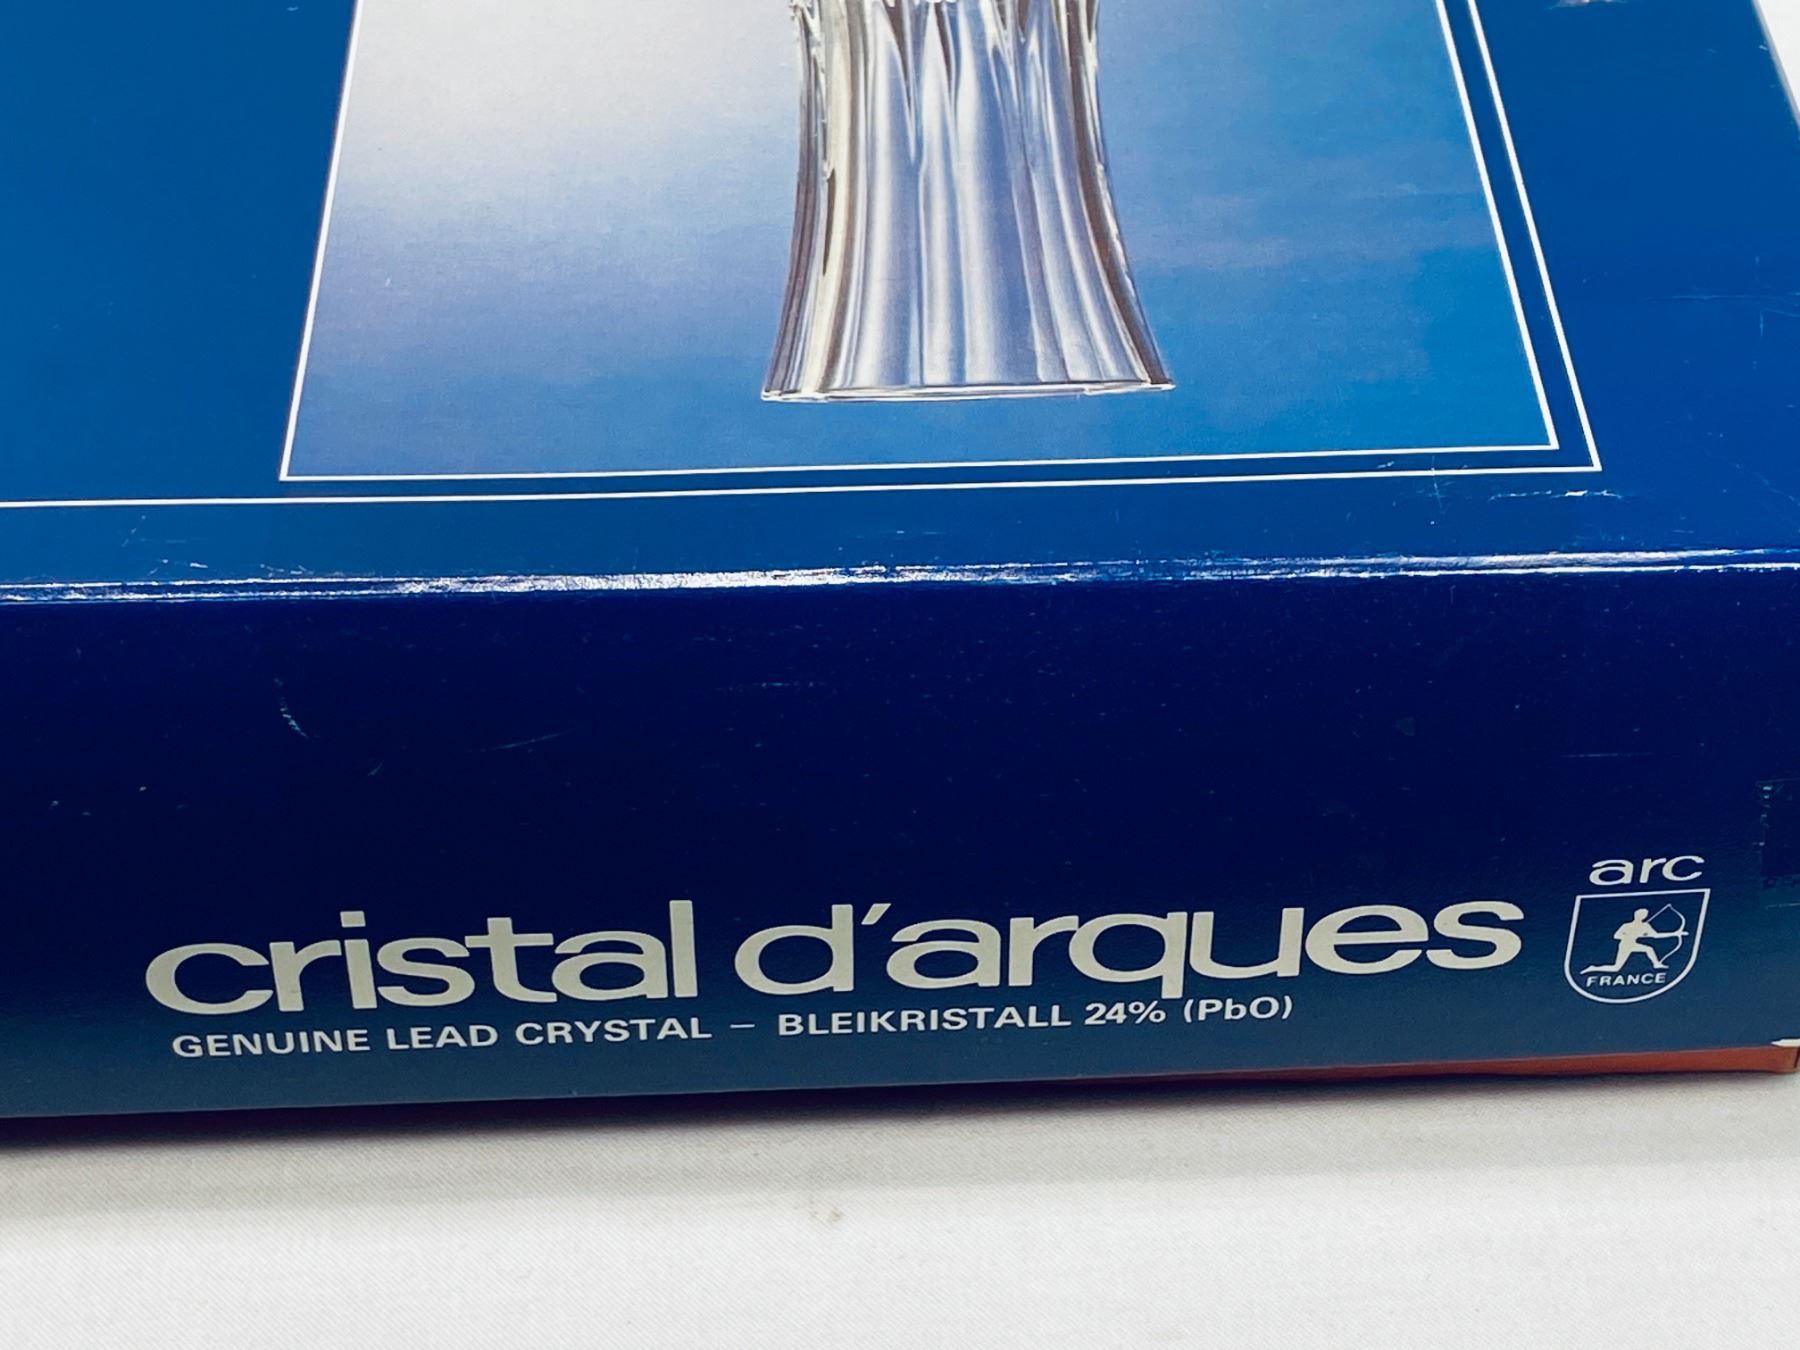 cristal d'arques
GENUINE LEAD CRYSTAL – BLEIKRISTALL 24% (PbO)
arc
FRANCE